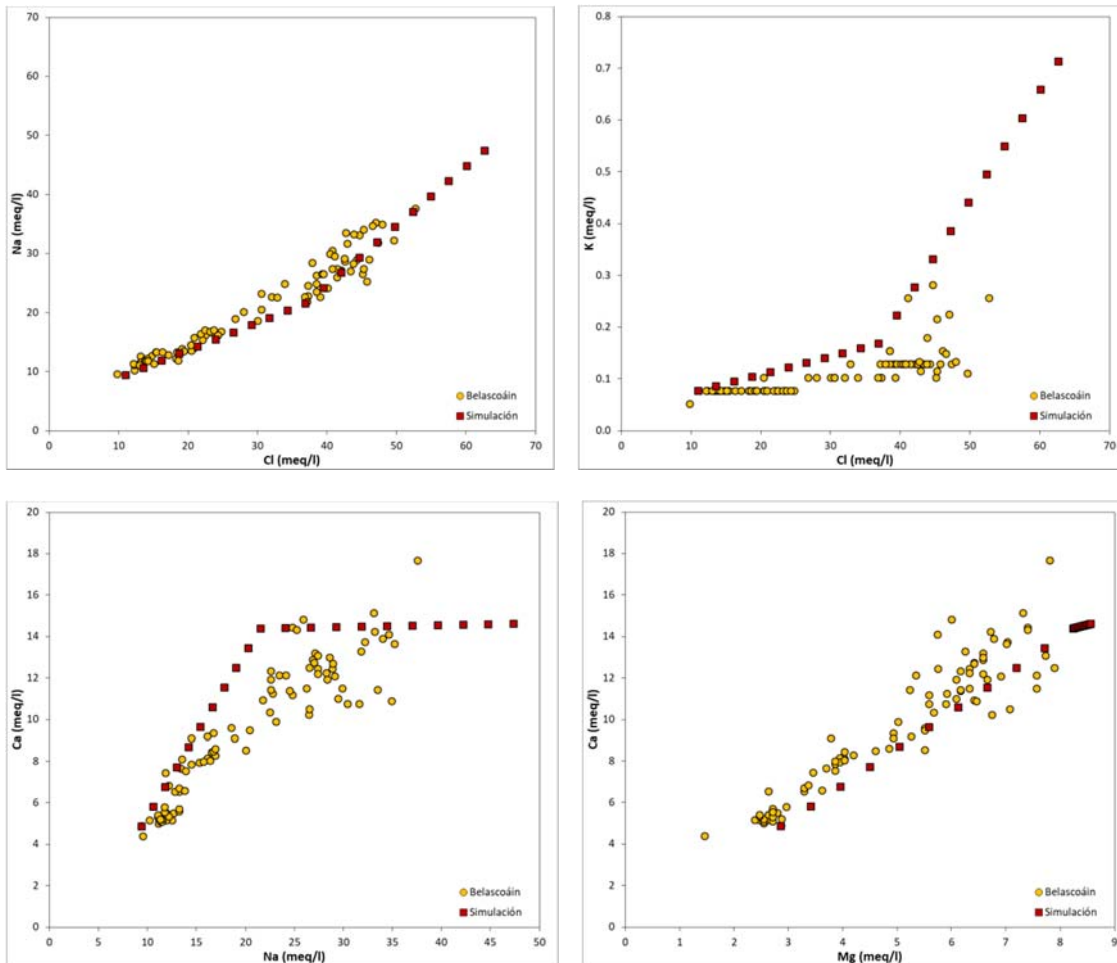 70
60
50
40
30
20
10
0
Na (meq/l)
0 10 20 30 40 50 60 70
Cl (meq/l)
Belascoáin
Simulación
0.8
0.7
0.6
0.5
0.4
0.3
0.2
0.1
0.0
K (meq/l)
0 10 20 30 40 50 60 70
Cl (meq/l)
Belascoáin
Simulación
20
18
16
14
12
10
8
6
4
2
0
Ca (meq/l)
0 5 10 15 20 25 30 35 40 45 50
Na (meq/l)
Belascoáin
Simulación
20
18
16
14
12
10
8
6
4
2
0
Ca (meq/l)
0 1 2 3 4 5 6 7 8 9
Mg (meq/l)
Belascoáin
Simulación